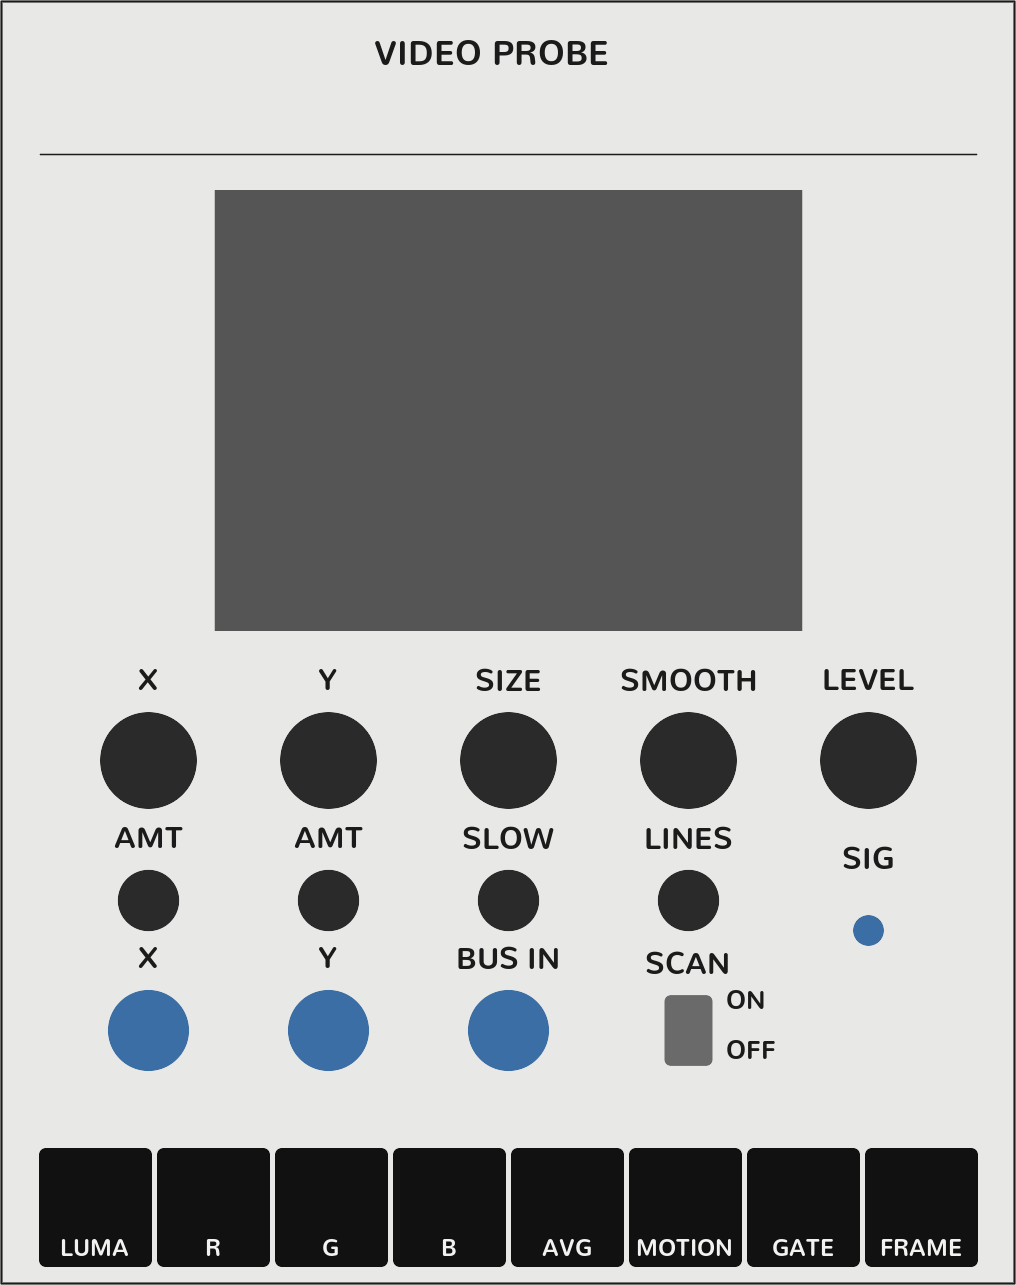 VIDEO PROBE
X Y SIZE SMOOTH LEVEL
AMT AMT SLOW LINES
SIG
X Y BUS IN SCAN
ON
OFF
LUMA R G B AVG MOTION GATE FRAME